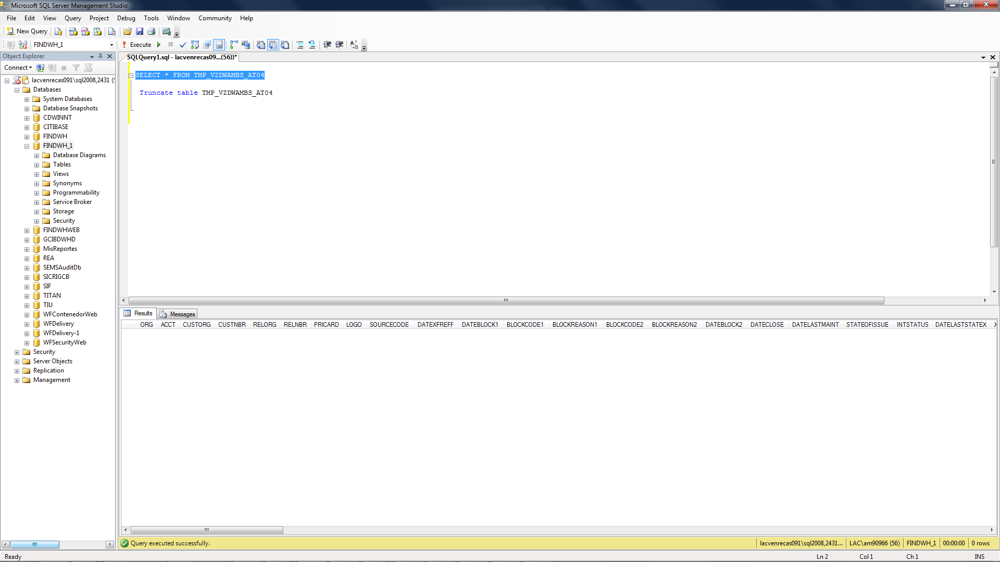 Microsoft SQL Server Management Studio
File Edit View Query Project Debug Tools Window Community Help
New Query
FINDWH_1 Execute
Object Explorer
Connect
lacvenrecas091\sql2008,2431 (
Databases
System Databases
Database Snapshots
CDWINNT
CITIBASE
FINDWH
FINDWH_1
Database Diagrams
Tables
Views
Synonyms
Programmability
Service Broker
Storage
Security
FINDWHWEB
GCIBDWHD
MisReportes
REA
SEMSAuditDb
SICRIGCB
SIF
TITAN
TIU
WFContenedorWeb
WFDelivery
WFDelivery-1
WFSecurityWeb
Security
Server Objects
Replication
Management
SQLQuery1.sql - lacvenrecas09...(56))*
SELECT * FROM TMP_VZDWAMBS_AT04
Truncate table TMP_VZDWAMBS_AT04
Results Messages
ORG ACCT CUSTORG CUSTNBR RELORG RELNBR PRICARD LOGO SOURCECODE DATEXFREFF DATEBLOCK1 BLOCKCODE1 BLOCKREASON1 BLOCKCODE2 BLOCKREASON2 DATEBLOCK2 DATECLOSE DATELASTMAINT STATEOFISSUE INTSTATUS DATELASTSTATEX
Query executed successfully. lacvenrecas091\sql2008,2431... LAC\am90966 (56) FINDWH_1 00:00:00 0 rows
Ready Ln 2 Col 1 Ch 1 INS